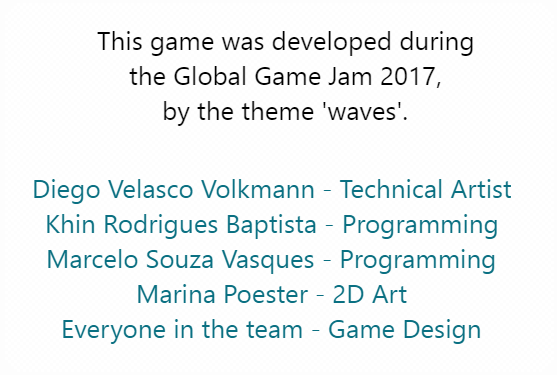 This game was developed during
the Global Game Jam 2017,
by the theme 'waves'.
Diego Velasco Volkmann - Technical Artist
Khin Rodrigues Baptista - Programming
Marcelo Souza Vasques - Programming
Marina Poester - 2D Art
Everyone in the team - Game Design